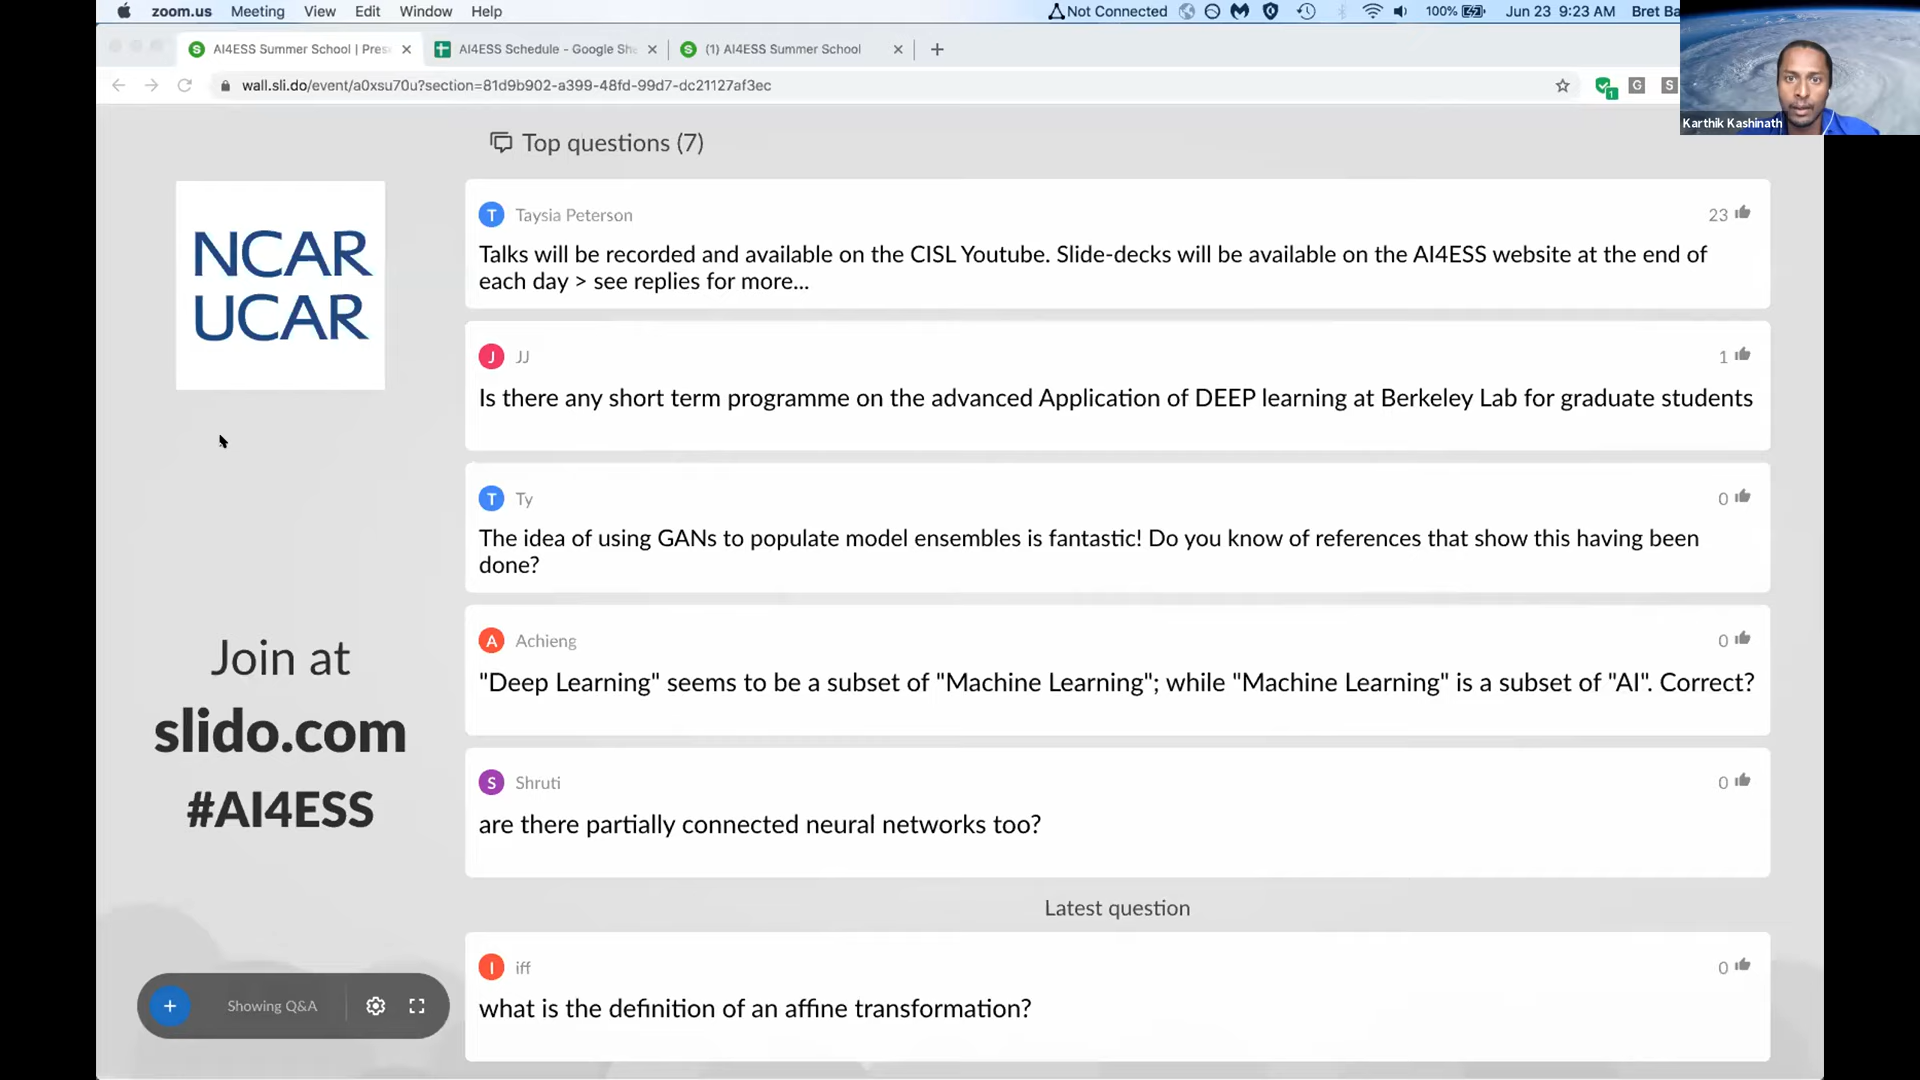 zoom.us Meeting View Edit Window Help Not Connected 100% Jun 23 9:23 AM Bret Ba
AI4ESS Summer School | Pres
AI4ESS Schedule - Google She
(1) AI4ESS Summer School
wall.sli.do/event/a0xsu70u?section=81d9b902-a399-48fd-99d7-dc21127af3ec
Karthik Kashinath
NCAR
UCAR
Join at
slido.com
#AI4ESS
Showing Q&A
Top questions (7)
T Taysia Peterson 23
Talks will be recorded and available on the CISL Youtube. Slide-decks will be available on the AI4ESS website at the end of
each day > see replies for more...
J JJ 1
Is there any short term programme on the advanced Application of DEEP learning at Berkeley Lab for graduate students
T Ty 0
The idea of using GANs to populate model ensembles is fantastic! Do you know of references that show this having been
done?
A Achieng 0
"Deep Learning" seems to be a subset of "Machine Learning"; while "Machine Learning" is a subset of "AI". Correct?
S Shruti 0
are there partially connected neural networks too?
Latest question
I iff 0
what is the definition of an affine transformation?